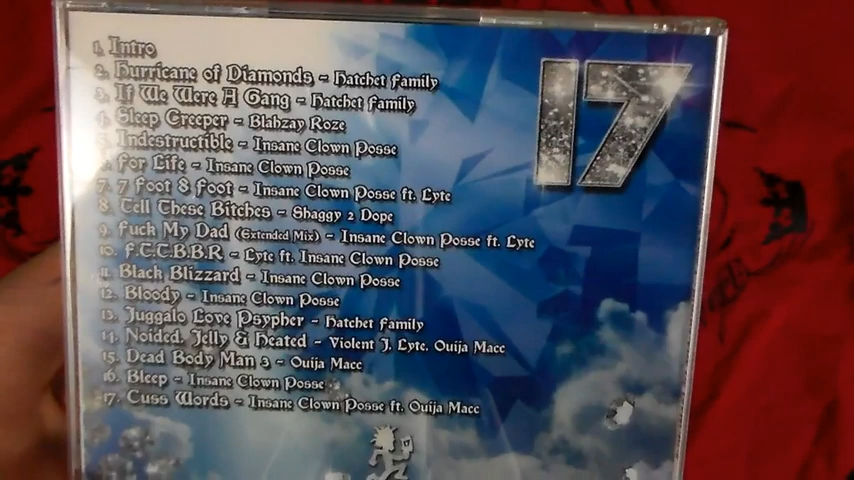 1. Intro
2. Hurricane of Diamonds - Hatchet Family
3. If We Were A Gang - Hatchet Family
4. Sleep Creeper - Blahzay Roze
5. Indestructible - Insane Clown Posse
6. For Life - Insane Clown Posse
7. 7 Foot 8 Foot - Insane Clown Posse ft. Lyte
8. Tell These Bitches - Shaggy 2 Dope
9. Fuck My Dad (Extended Mix) - Insane Clown Posse ft. Lyte
10. F.T.T.B.B.R - Lyte ft. Insane Clown Posse
11. Black Blizzard - Insane Clown Posse
12. Bloody - Insane Clown Posse
13. Juggalo Love Psypher - Hatchet Family
14. Noided, Jelly & Heated - Violent J, Lyte, Ouija Macc
15. Dead Body Man 3 - Ouija Macc
16. Bleep - Insane Clown Posse
17. Cuss Words - Insane Clown Posse ft. Ouija Macc
17